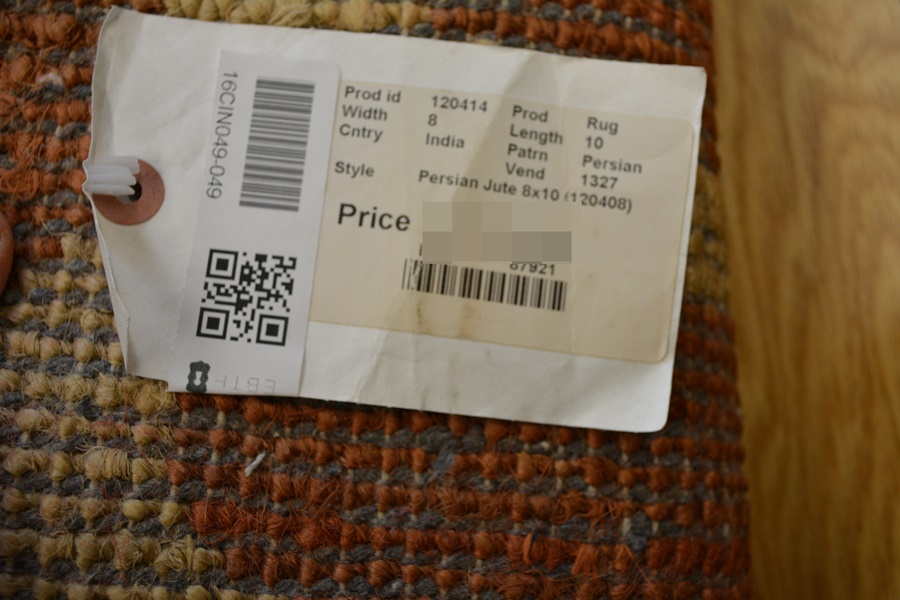 16CIN049-049
EBTH
Prod id 120414 Prod Rug
Width 8 Length 10
Cntry India Patrn Persian
Vend 1327
Style Persian Jute 8x10 (120408)
Price
87921